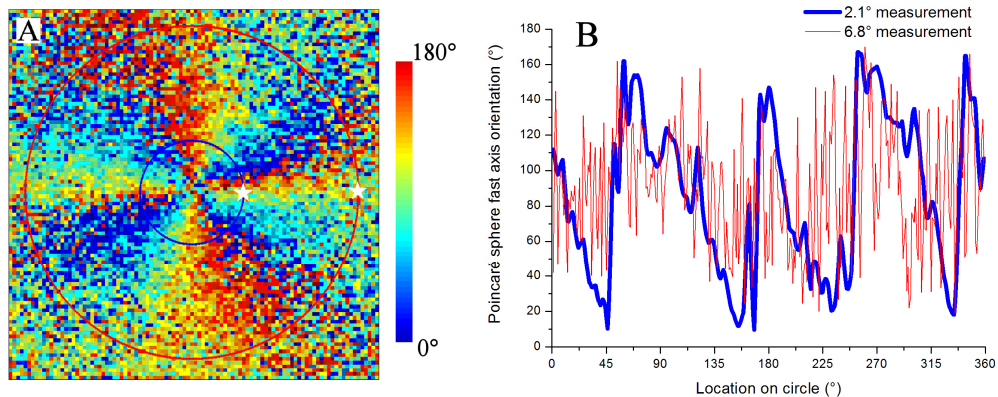 A
180°
0°
B
2.1° measurement
6.8° measurement
Poincaré sphere fast axis orientation (°)
180
160
140
120
100
80
60
40
20
0
0 45 90 135 180 225 270 315 360
Location on circle (°)